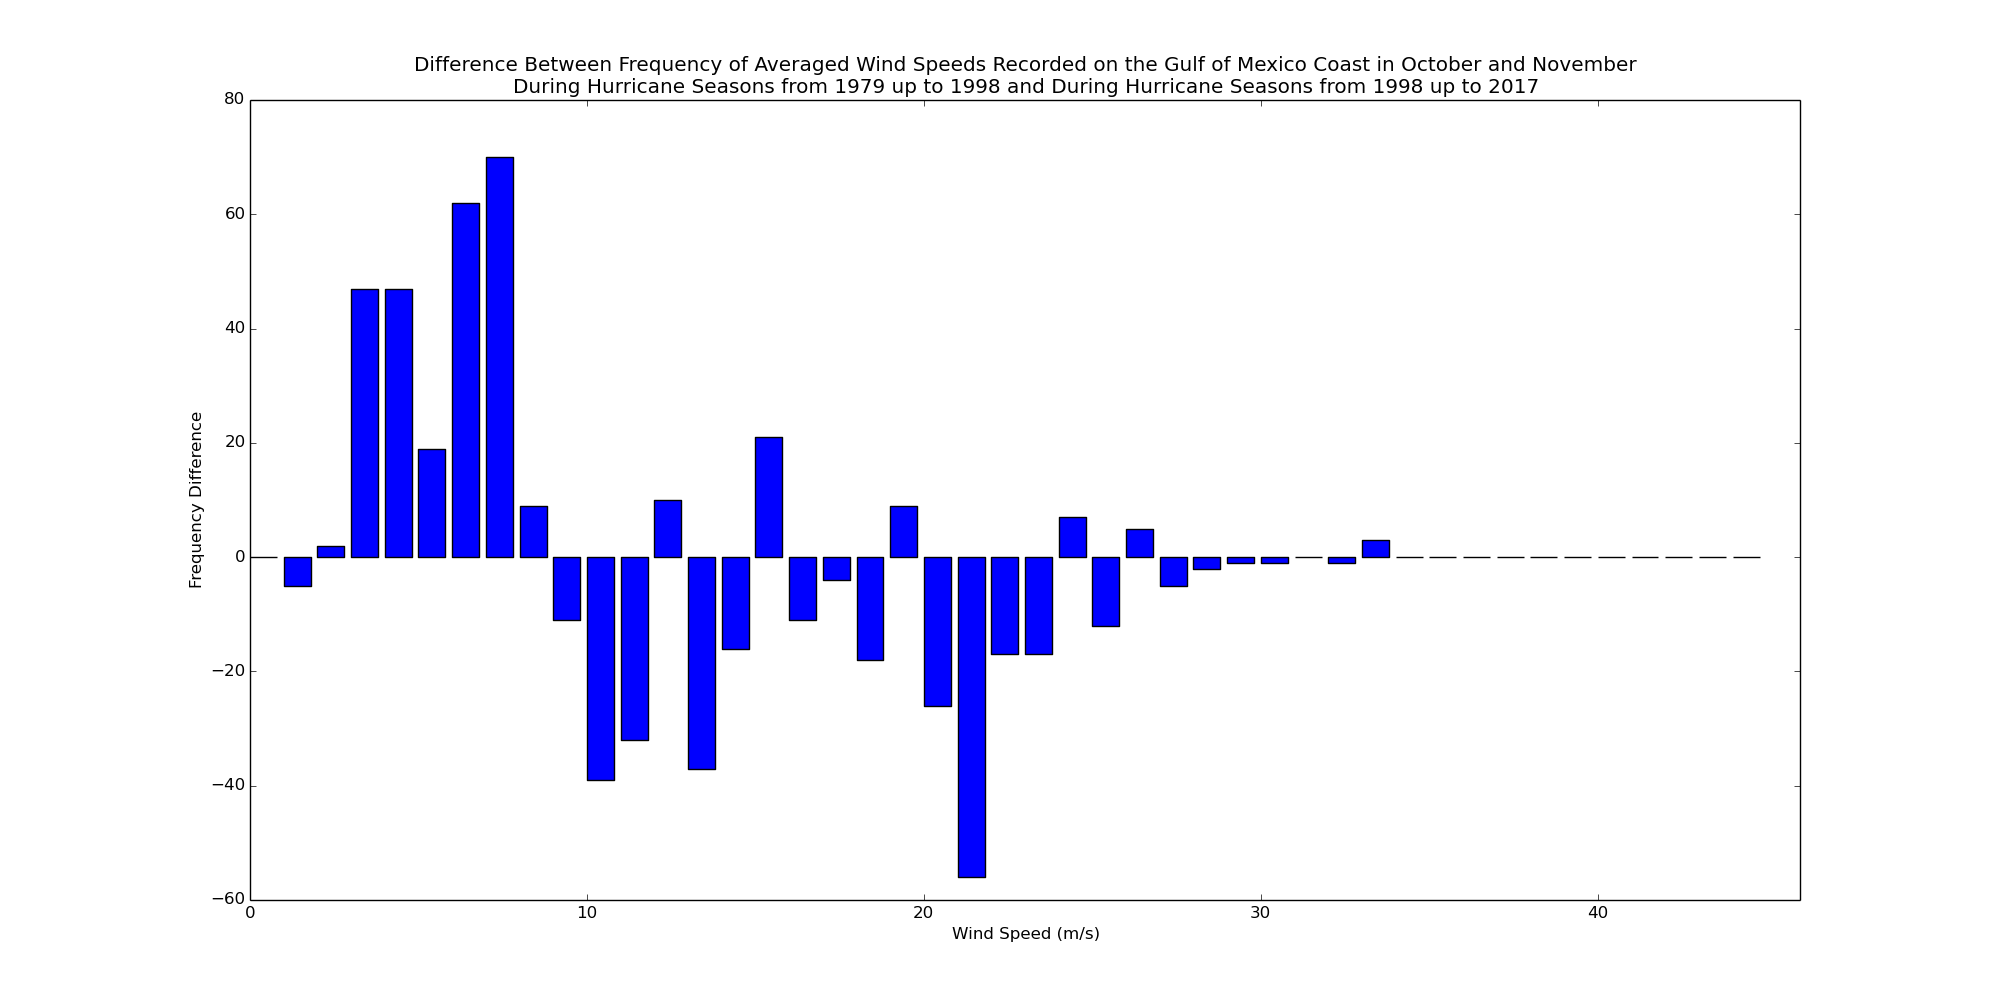 Difference Between Frequency of Averaged Wind Speeds Recorded on the Gulf of Mexico Coast in October and November
During Hurricane Seasons from 1979 up to 1998 and During Hurricane Seasons from 1998 up to 2017
80
60
40
20
0
−20
−40
−60
Frequency Difference
0 10 20 30 40
Wind Speed (m/s)